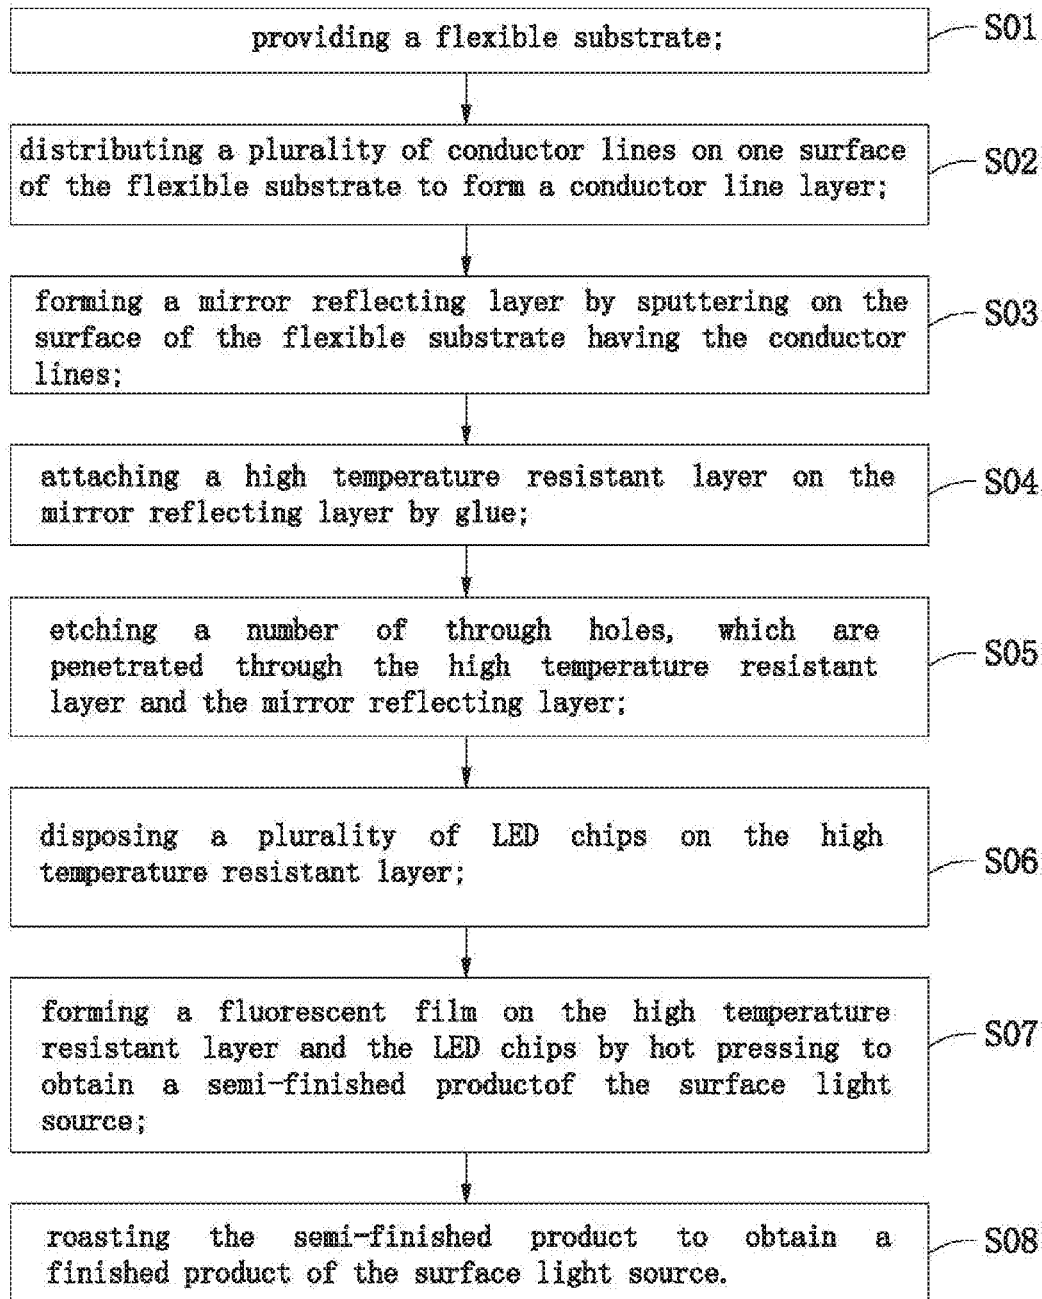 providing a flexible substrate;
S01
distributing a plurality of conductor lines on one surface
of the flexible substrate to form a conductor line layer;
S02
forming a mirror reflecting layer by sputtering on the
surface of the flexible substrate having the conductor
lines;
S03
attaching a high temperature resistant layer on the
mirror reflecting layer by glue;
S04
etching a number of through holes, which are
penetrated through the high temperature resistant
layer and the mirror reflecting layer;
S05
disposing a plurality of LED chips on the high
temperature resistant layer;
S06
forming a fluorescent film on the high temperature
resistant layer and the LED chips by hot pressing to
obtain a semi-finished productof the surface light
source;
S07
roasting the semi-finished product to obtain a
finished product of the surface light source.
S08